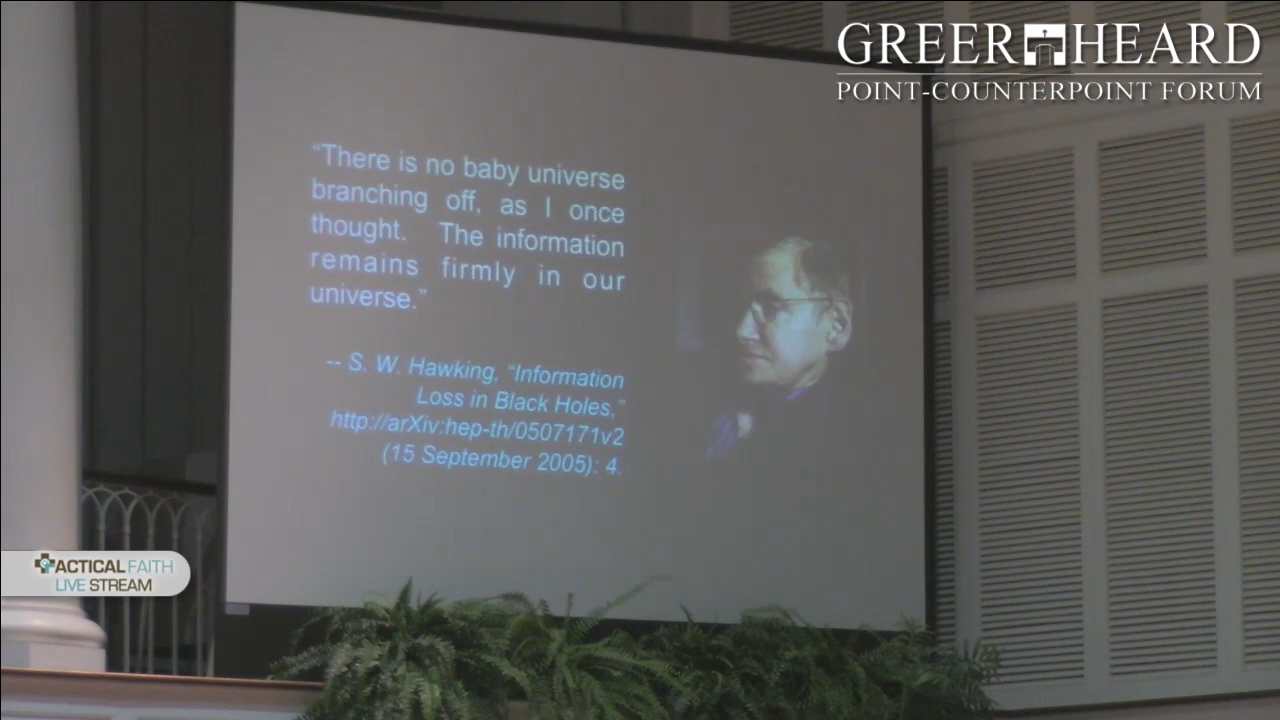 GREER HEARD
POINT-COUNTERPOINT FORUM
“There is no baby universe
branching off, as I once
thought. The information
remains firmly in our
universe.”
-- S. W. Hawking, “Information
Loss in Black Holes,”
http://arXiv:hep-th/0507171v2
(15 September 2005): 4.
TACTICAL FAITH
LIVE STREAM